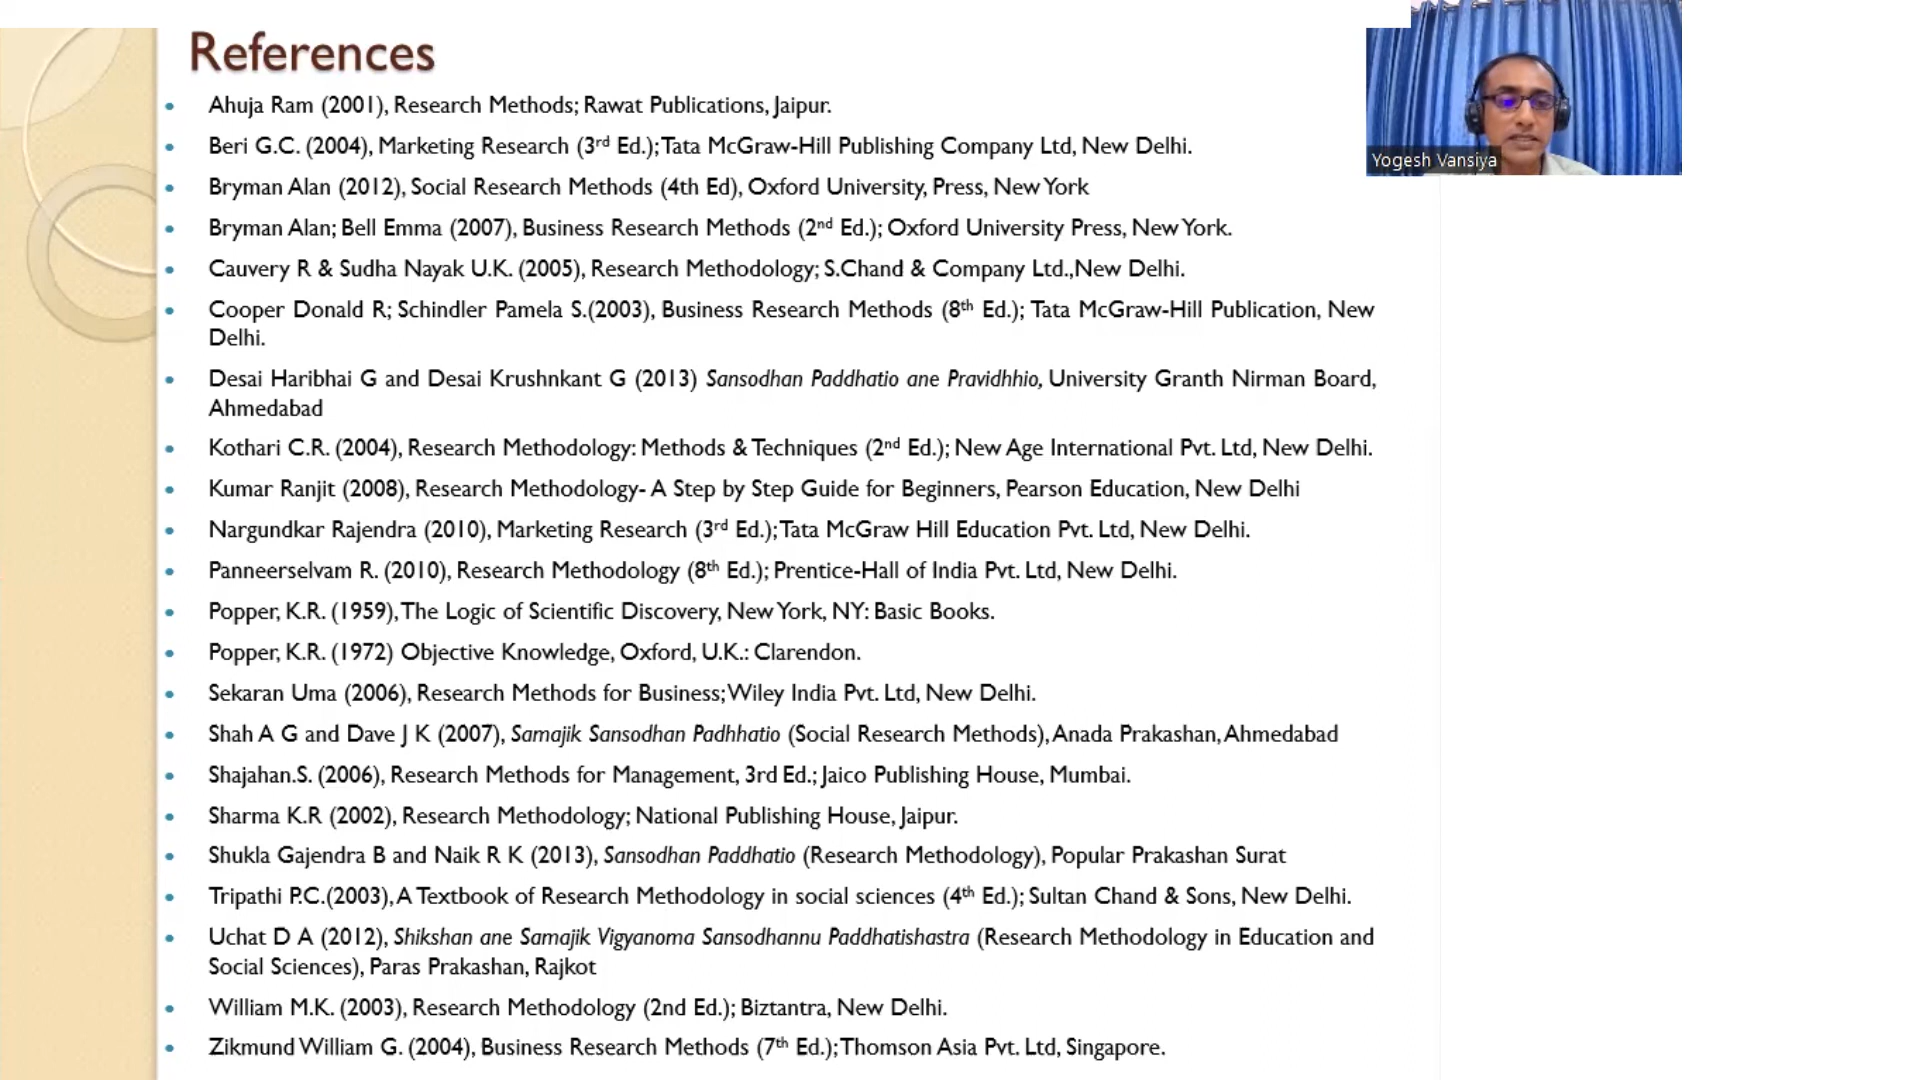 References
Ahuja Ram (2001), Research Methods; Rawat Publications, Jaipur.
Beri G.C. (2004), Marketing Research (3rd Ed.); Tata McGraw-Hill Publishing Company Ltd, New Delhi.
Bryman Alan (2012), Social Research Methods (4th Ed), Oxford University, Press, New York
Bryman Alan; Bell Emma (2007), Business Research Methods (2nd Ed.); Oxford University Press, New York.
Cauvery R & Sudha Nayak U.K. (2005), Research Methodology; S.Chand & Company Ltd.,New Delhi.
Cooper Donald R; Schindler Pamela S.(2003), Business Research Methods (8th Ed.); Tata McGraw-Hill Publication, New
Delhi.
Desai Haribhai G and Desai Krushnkant G (2013) Sansodhan Paddhatio ane Pravidhhio, University Granth Nirman Board,
Ahmedabad
Kothari C.R. (2004), Research Methodology: Methods & Techniques (2nd Ed.); New Age International Pvt. Ltd, New Delhi.
Kumar Ranjit (2008), Research Methodology- A Step by Step Guide for Beginners, Pearson Education, New Delhi
Nargundkar Rajendra (2010), Marketing Research (3rd Ed.); Tata McGraw Hill Education Pvt. Ltd, New Delhi.
Panneerselvam R. (2010), Research Methodology (8th Ed.); Prentice-Hall of India Pvt. Ltd, New Delhi.
Popper, K.R. (1959), The Logic of Scientific Discovery, New York, NY: Basic Books.
Popper, K.R. (1972) Objective Knowledge, Oxford, U.K.: Clarendon.
Sekaran Uma (2006), Research Methods for Business; Wiley India Pvt. Ltd, New Delhi.
Shah A G and Dave J K (2007), Samajik Sansodhan Padhhatio (Social Research Methods), Anada Prakashan, Ahmedabad
Shajahan.S. (2006), Research Methods for Management, 3rd Ed.; Jaico Publishing House, Mumbai.
Sharma K.R (2002), Research Methodology; National Publishing House, Jaipur.
Shukla Gajendra B and Naik R K (2013), Sansodhan Paddhatio (Research Methodology), Popular Prakashan Surat
Tripathi P.C.(2003), A Textbook of Research Methodology in social sciences (4th Ed.); Sultan Chand & Sons, New Delhi.
Uchat D A (2012), Shikshan ane Samajik Vigyanoma Sansodhannu Paddhatishastra (Research Methodology in Education and
Social Sciences), Paras Prakashan, Rajkot
William M.K. (2003), Research Methodology (2nd Ed.); Biztantra, New Delhi.
Zikmund William G. (2004), Business Research Methods (7th Ed.); Thomson Asia Pvt. Ltd, Singapore.
Yogesh Vansiya